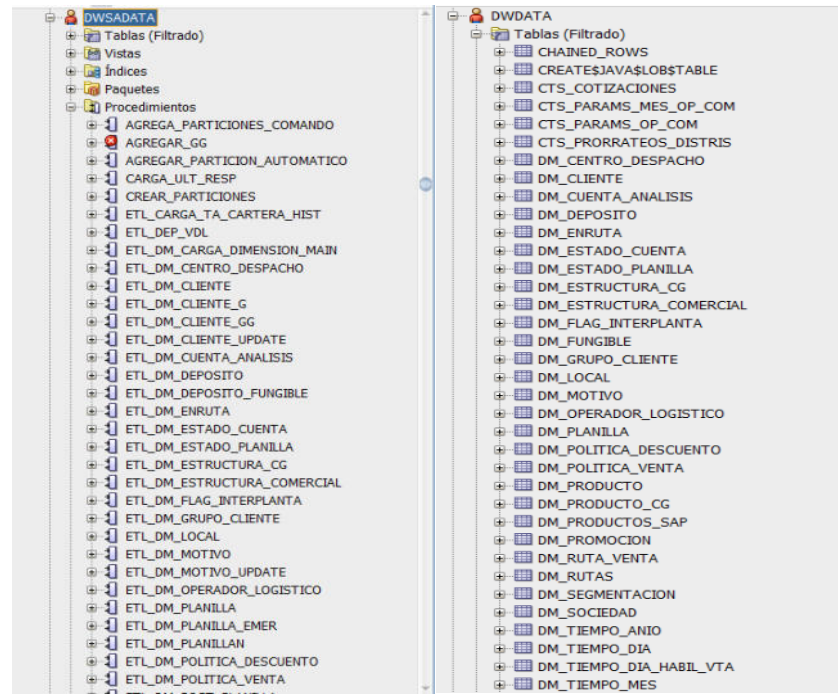 DWSADATA
Tablas (Filtrado)
Vistas
Índices
Paquetes
Procedimientos
AGREGA_PARTICIONES_COMANDO
AGREGAR_GG
AGREGAR_PARTICION_AUTOMATICO
CARGA_ULT_RESP
CREAR_PARTICIONES
ETL_CARGA_TA_CARTERA_HIST
ETL_DEP_VDL
ETL_DM_CARGA_DIMENSION_MAIN
ETL_DM_CENTRO_DESPACHO
ETL_DM_CLIENTE
ETL_DM_CLIENTE_G
ETL_DM_CLIENTE_GG
ETL_DM_CLIENTE_UPDATE
ETL_DM_CUENTA_ANALISIS
ETL_DM_DEPOSITO
ETL_DM_DEPOSITO_FUNGIBLE
ETL_DM_ENRUTA
ETL_DM_ESTADO_CUENTA
ETL_DM_ESTADO_PLANILLA
ETL_DM_ESTRUCTURA_CG
ETL_DM_ESTRUCTURA_COMERCIAL
ETL_DM_FLAG_INTERPLANTA
ETL_DM_GRUPO_CLIENTE
ETL_DM_LOCAL
ETL_DM_MOTIVO
ETL_DM_MOTIVO_UPDATE
ETL_DM_OPERADOR_LOGISTICO
ETL_DM_PLANILLA
ETL_DM_PLANILLA_EMER
ETL_DM_PLANILLAN
ETL_DM_POLITICA_DESCUENTO
ETL_DM_POLITICA_VENTA
DWDATA
Tablas (Filtrado)
CHAINED_ROWS
CREATE$JAVA$LOB$TABLE
CTS_COTIZACIONES
CTS_PARAMS_MES_OP_COM
CTS_PARAMS_OP_COM
CTS_PRORRATEOS_DISTRIS
DM_CENTRO_DESPACHO
DM_CLIENTE
DM_CUENTA_ANALISIS
DM_DEPOSITO
DM_ENRUTA
DM_ESTADO_CUENTA
DM_ESTADO_PLANILLA
DM_ESTRUCTURA_CG
DM_ESTRUCTURA_COMERCIAL
DM_FLAG_INTERPLANTA
DM_FUNGIBLE
DM_GRUPO_CLIENTE
DM_LOCAL
DM_MOTIVO
DM_OPERADOR_LOGISTICO
DM_PLANILLA
DM_POLITICA_DESCUENTO
DM_POLITICA_VENTA
DM_PRODUCTO
DM_PRODUCTO_CG
DM_PRODUCTOS_SAP
DM_PROMOCION
DM_RUTA_VENTA
DM_RUTAS
DM_SEGMENTACION
DM_SOCIEDAD
DM_TIEMPO_ANIO
DM_TIEMPO_DIA
DM_TIEMPO_DIA_HABIL_VTA
DM_TIEMPO_MES